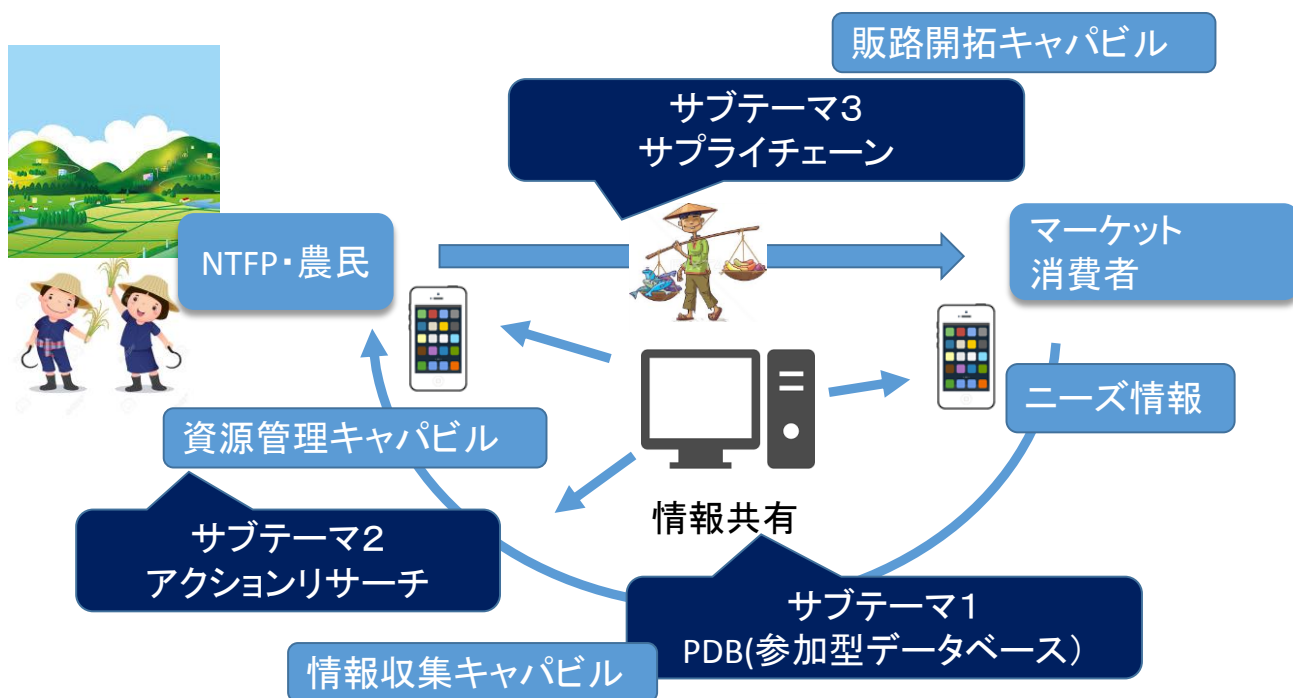 販路開拓キャパビル
サブテーマ3
サプライチェーン
NTFP・農民
マーケット
消費者
ニーズ情報
資源管理キャパビル
情報共有
サブテーマ2
アクションリサーチ
サブテーマ1
PDB(参加型データベース）
情報収集キャパビル